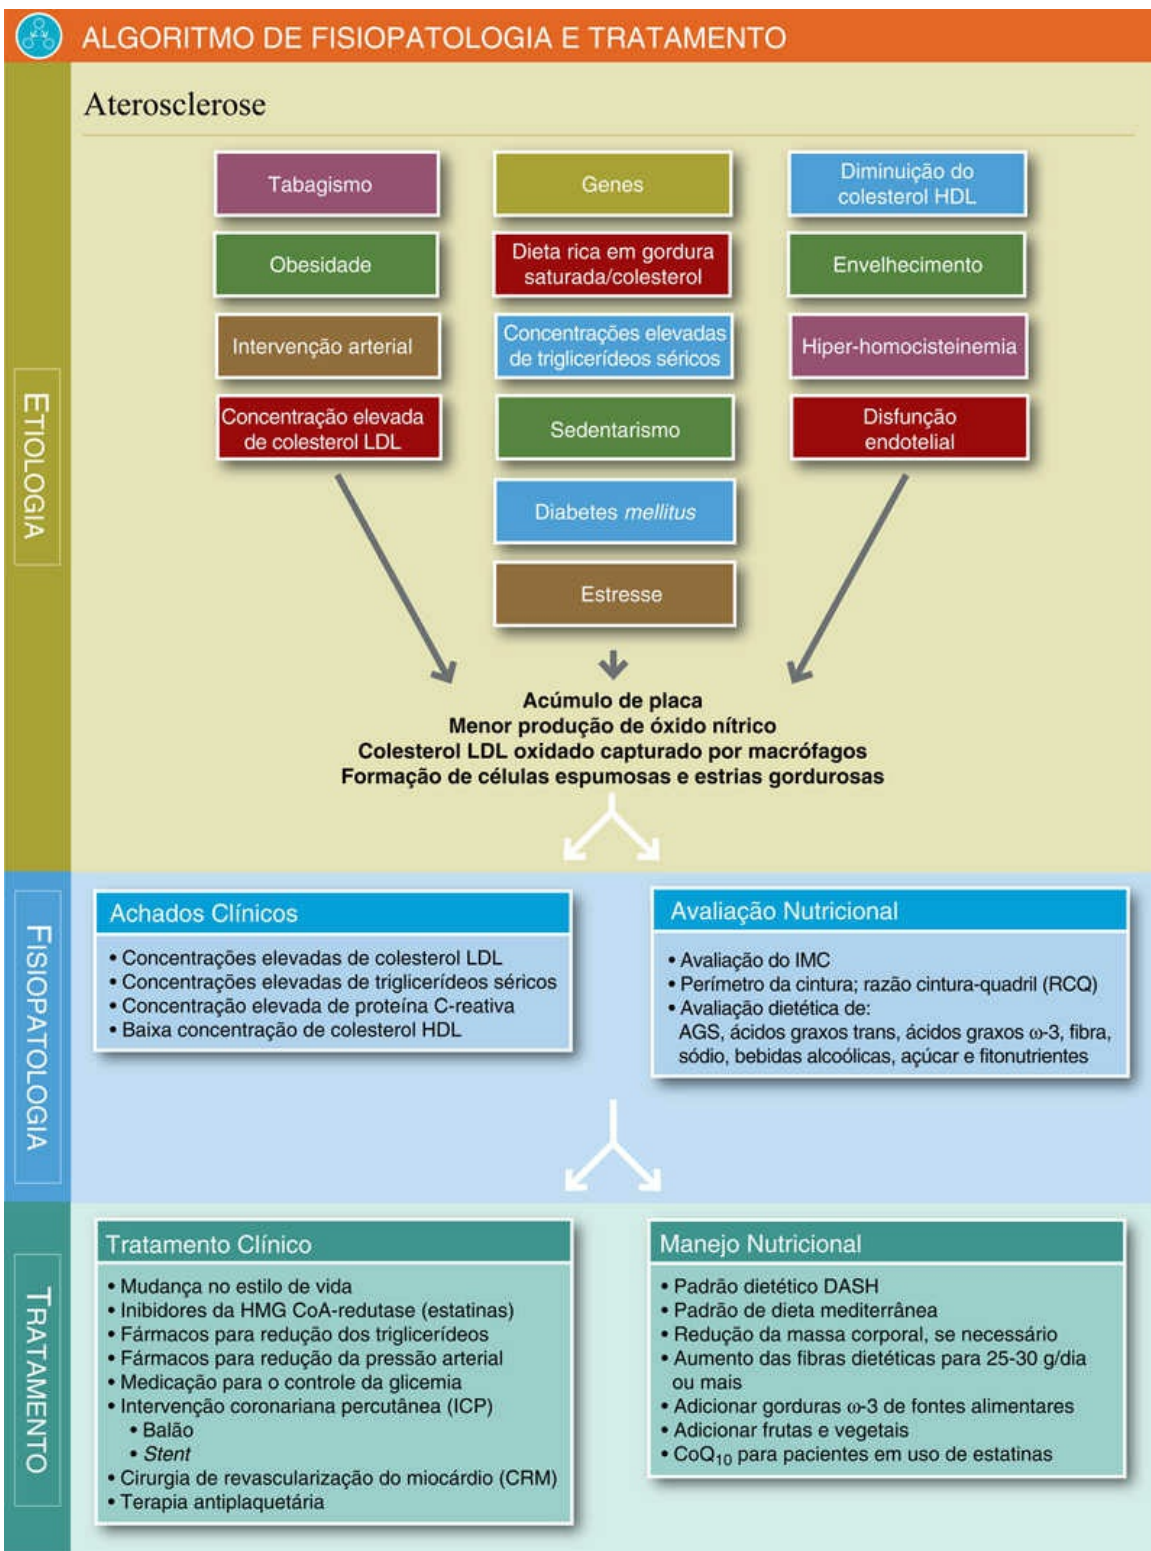 ALGORITMO DE FISIOPATOLOGIA E TRATAMENTO
Aterosclerose
ETIOLOGIA
Tabagismo
Genes
Diminuição do
colesterol HDL
Obesidade
Dieta rica em gordura
saturada/colesterol
Envelhecimento
Intervenção arterial
Concentrações elevadas
de triglicerídeos séricos
Hiper-homocisteinemia
Concentração elevada
de colesterol LDL
Sedentarismo
Disfunção
endotelial
Diabetes mellitus
Estresse
Acúmulo de placa
Menor produção de óxido nítrico
Colesterol LDL oxidado capturado por macrófagos
Formação de células espumosas e estrias gordurosas
FISIOPATOLOGIA
Achados Clínicos
• Concentrações elevadas de colesterol LDL
• Concentrações elevadas de triglicerídeos séricos
• Concentração elevada de proteína C-reativa
• Baixa concentração de colesterol HDL
Avaliação Nutricional
• Avaliação do IMC
• Perímetro da cintura; razão cintura-quadril (RCQ)
• Avaliação dietética de:
AGS, ácidos graxos trans, ácidos graxos ω-3, fibra,
sódio, bebidas alcoólicas, açúcar e fitonutrientes
TRATAMENTO
Tratamento Clínico
• Mudança no estilo de vida
• Inibidores da HMG CoA-redutase (estatinas)
• Fármacos para redução dos triglicerídeos
• Fármacos para redução da pressão arterial
• Medicação para o controle da glicemia
• Intervenção coronariana percutânea (ICP)
• Balão
• Stent
• Cirurgia de revascularização do miocárdio (CRM)
• Terapia antiplaquetária
Manejo Nutricional
• Padrão dietético DASH
• Padrão de dieta mediterrânea
• Redução da massa corporal, se necessário
• Aumento das fibras dietéticas para 25-30 g/dia
ou mais
• Adicionar gorduras ω-3 de fontes alimentares
• Adicionar frutas e vegetais
• CoQ10 para pacientes em uso de estatinas